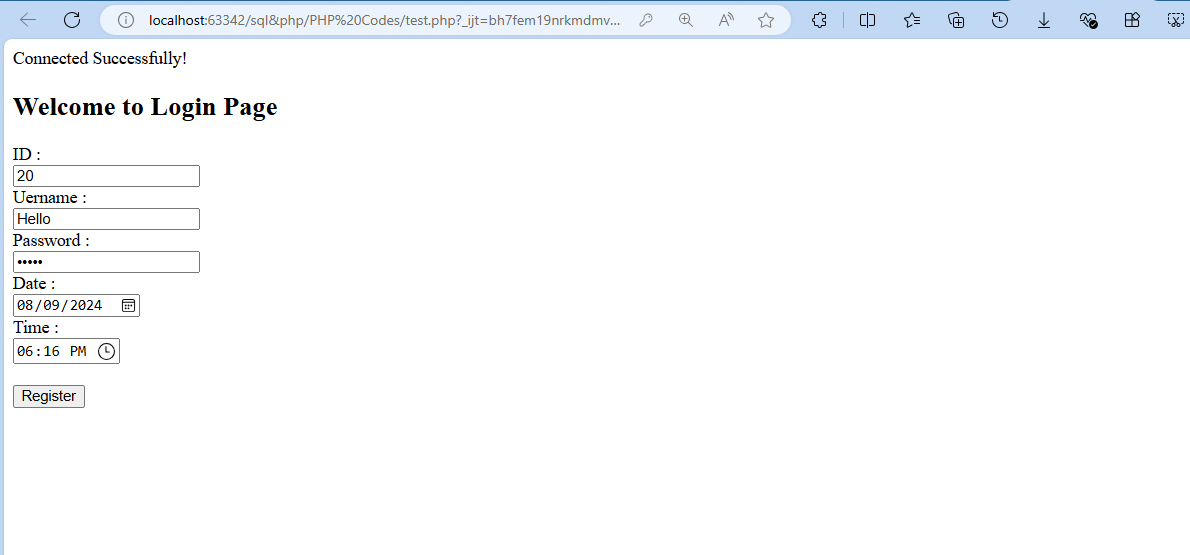 localhost:63342/sql&php/PHP%20Codes/test.php?_ijt=bh7fem19nrkmdmv...
Connected Successfully!
Welcome to Login Page
ID :
20
Uername :
Hello
Password :
•••••
Date :
08/09/2024
Time :
06:16 PM
Register